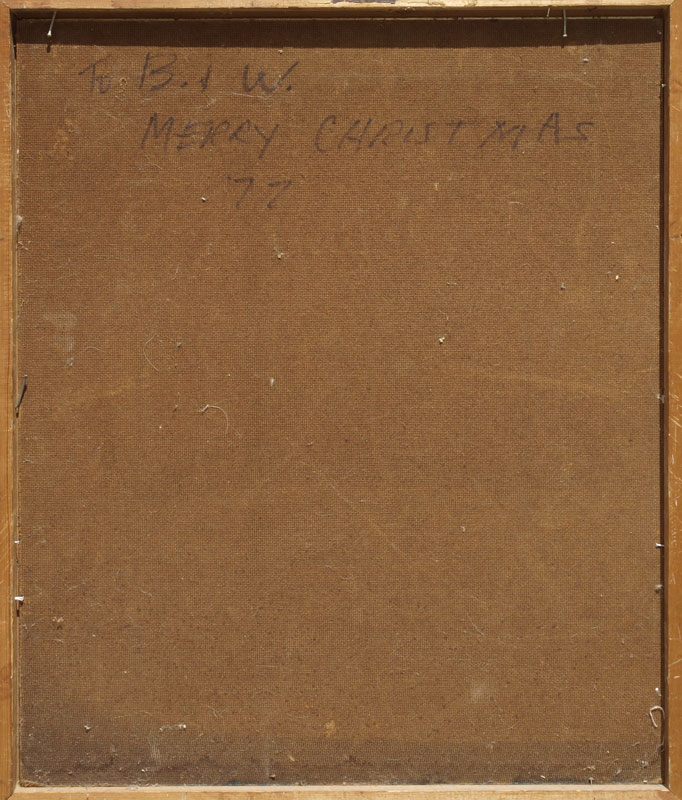 To B. & W.
MERRY CHRISTMAS
'77